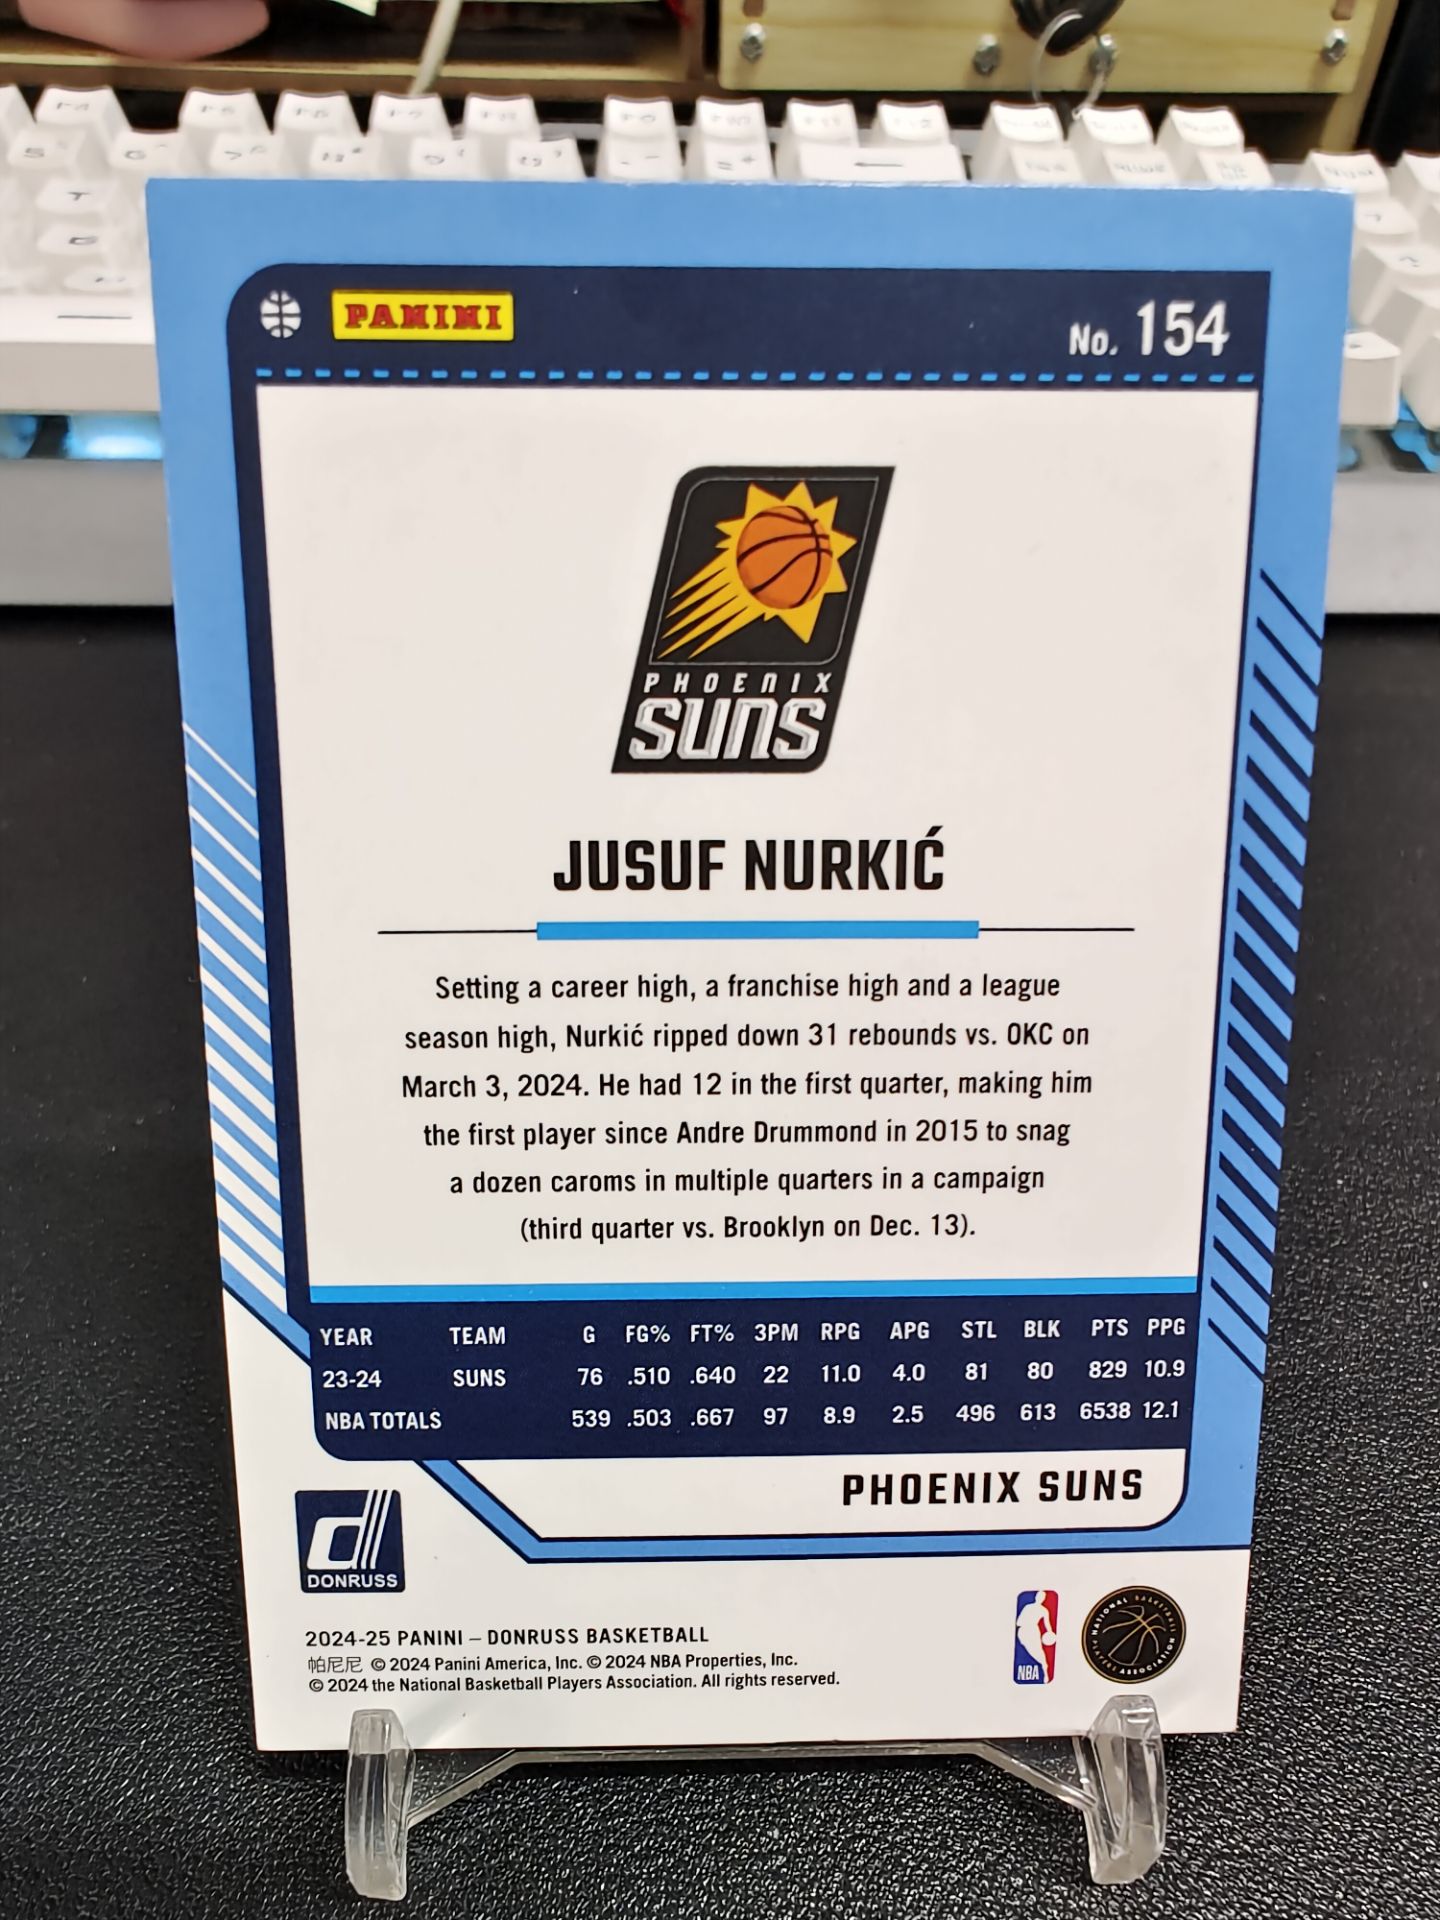 PANINI
No. 154
PHOENIX
SUNS
JUSUF NURKIĆ
Setting a career high, a franchise high and a league
season high, Nurkić ripped down 31 rebounds vs. OKC on
March 3, 2024. He had 12 in the first quarter, making him
the first player since Andre Drummond in 2015 to snag
a dozen caroms in multiple quarters in a campaign
(third quarter vs. Brooklyn on Dec. 13).
YEAR TEAM G FG% FT% 3PM RPG APG STL BLK PTS PPG
23-24 SUNS 76 .510 .640 22 11.0 4.0 81 80 829 10.9
NBA TOTALS 539 .503 .667 97 8.9 2.5 496 613 6538 12.1
PHOENIX SUNS
d
DONRUSS
2024-25 PANINI – DONRUSS BASKETBALL
帕尼尼 © 2024 Panini America, Inc. © 2024 NBA Properties, Inc.
© 2024 the National Basketball Players Association. All rights reserved.
NBA
NATIONAL BASKETBALL PLAYERS ASSOCIATION